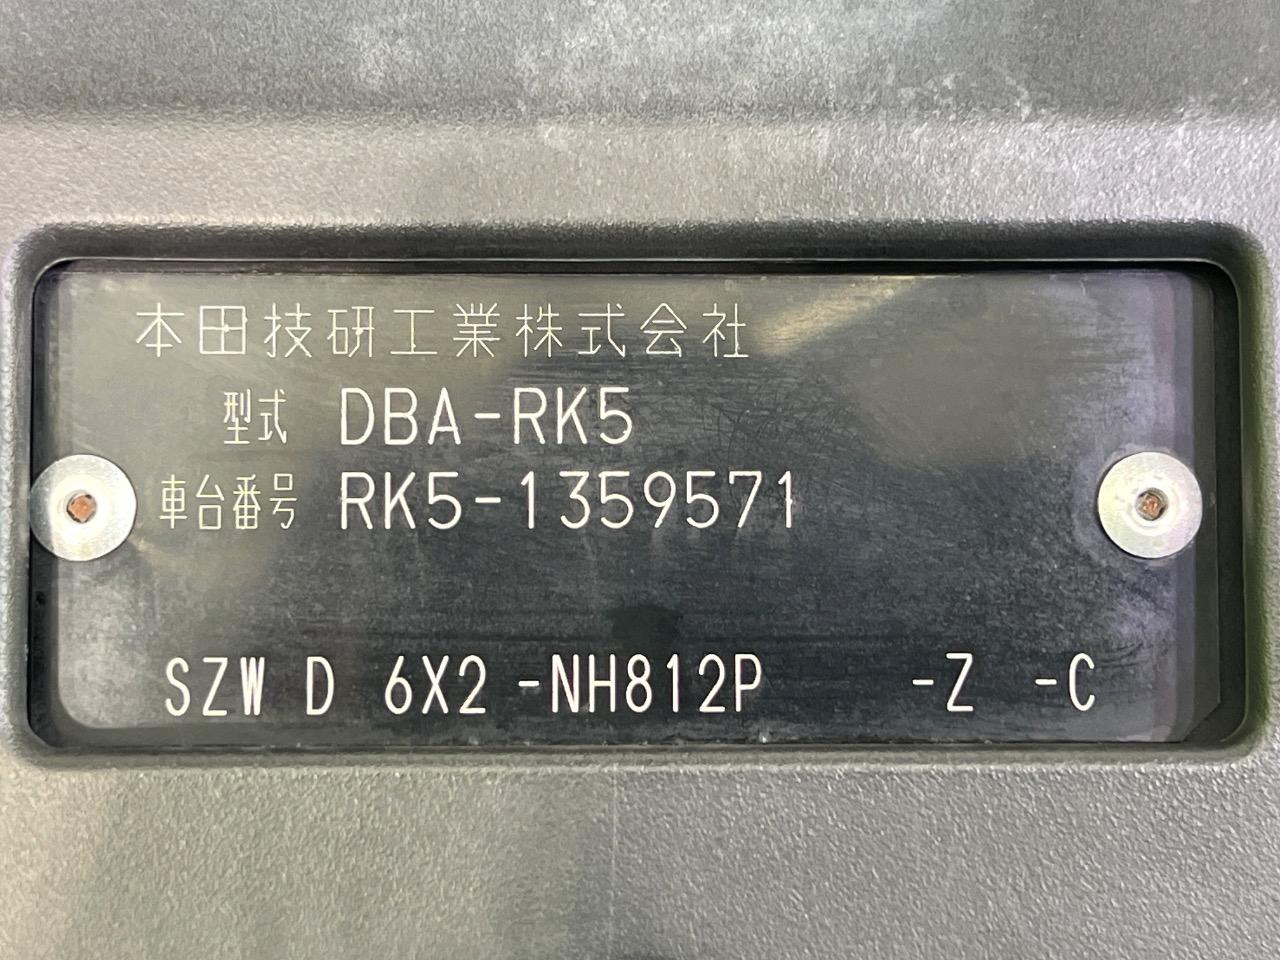 本田技研工業株式会社
型式 DBA-RK5
車台番号 RK5-1359571
SZW D 6X2 -NH812P -Z -C